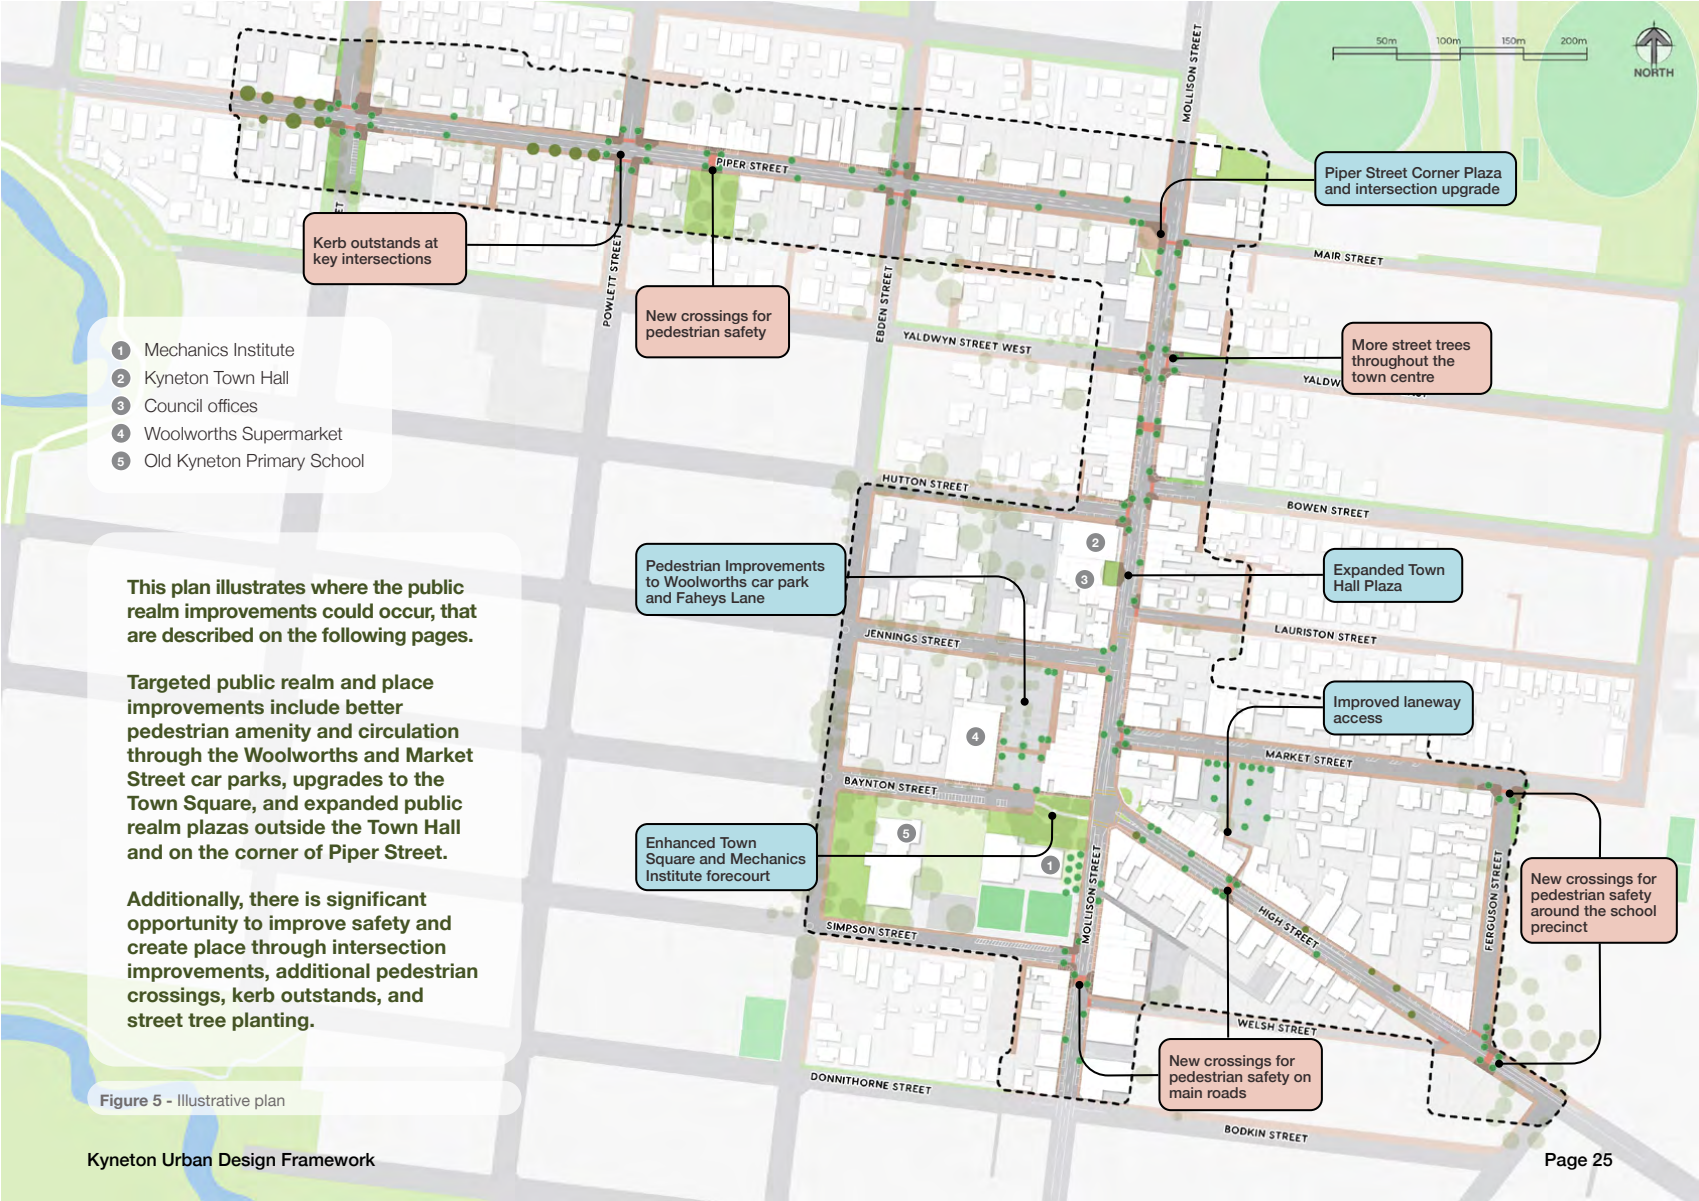 50m 100m 150m 200m
NORTH
MOLLISON STREET
PIPER STREET
Piper Street Corner Plaza
and intersection upgrade
Kerb outstands at
key intersections
POWLETT STREET
EBDEN STREET
MAIR STREET
New crossings for
pedestrian safety
YALDWYN STREET WEST
More street trees
throughout the
town centre
1 Mechanics Institute
2 Kyneton Town Hall
3 Council offices
4 Woolworths Supermarket
5 Old Kyneton Primary School
HUTTON STREET
BOWEN STREET
2
3
Pedestrian Improvements
to Woolworths car park
and Faheys Lane
Expanded Town
Hall Plaza
JENNINGS STREET
LAURISTON STREET
This plan illustrates where the public
realm improvements could occur, that
are described on the following pages.
Targeted public realm and place
improvements include better
pedestrian amenity and circulation
through the Woolworths and Market
Street car parks, upgrades to the
Town Square, and expanded public
realm plazas outside the Town Hall
and on the corner of Piper Street.
Additionally, there is significant
opportunity to improve safety and
create place through intersection
improvements, additional pedestrian
crossings, kerb outstands, and
street tree planting.
Improved laneway
access
4
MARKET STREET
BAYNTON STREET
5
1
Enhanced Town
Square and Mechanics
Institute forecourt
MOLLISON STREET
HIGH STREET
FERGUSON STREET
New crossings for
pedestrian safety
around the school
precinct
SIMPSON STREET
WELSH STREET
New crossings for
pedestrian safety on
main roads
DONNITHORNE STREET
BODKIN STREET
Figure 5 - Illustrative plan
Kyneton Urban Design Framework
Page 25